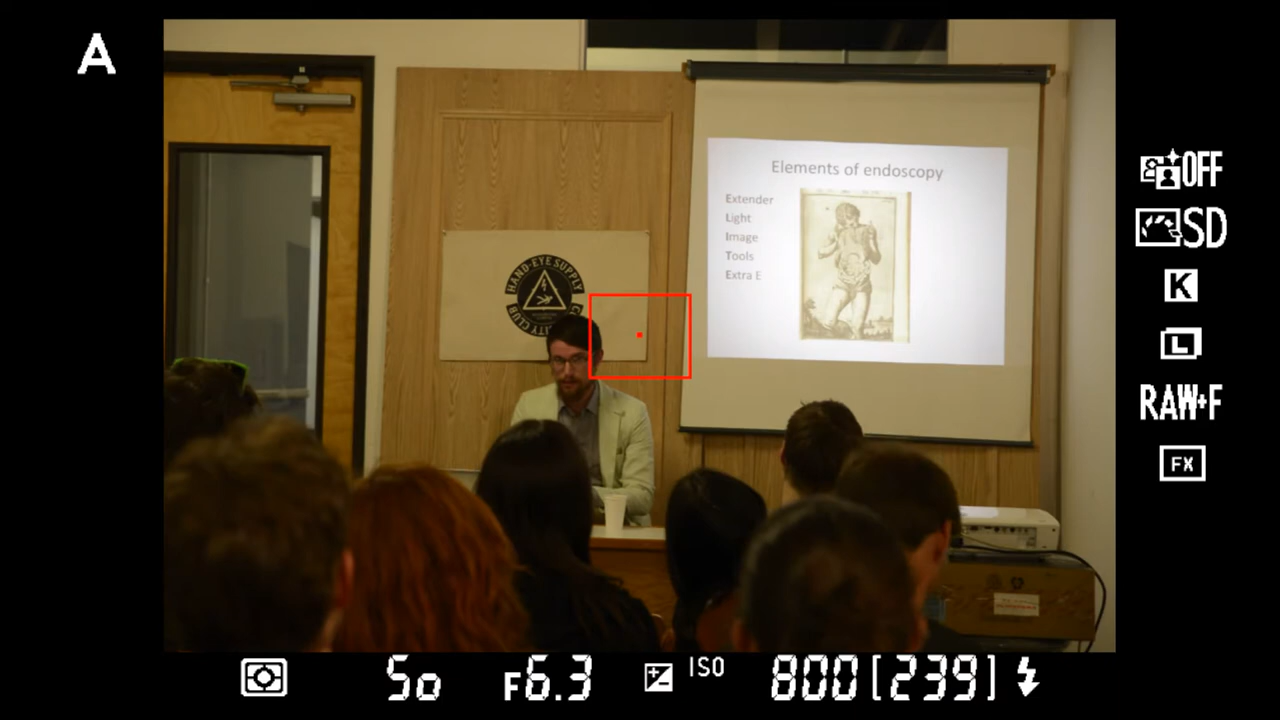 A
Elements of endoscopy
Extender
Light
Image
Tools
Extra E
HAND-EYE SUPPLY
CLUB
OFF
SD
K
L
RAW+F
FX
50 F6.3 ISO 800 [239]